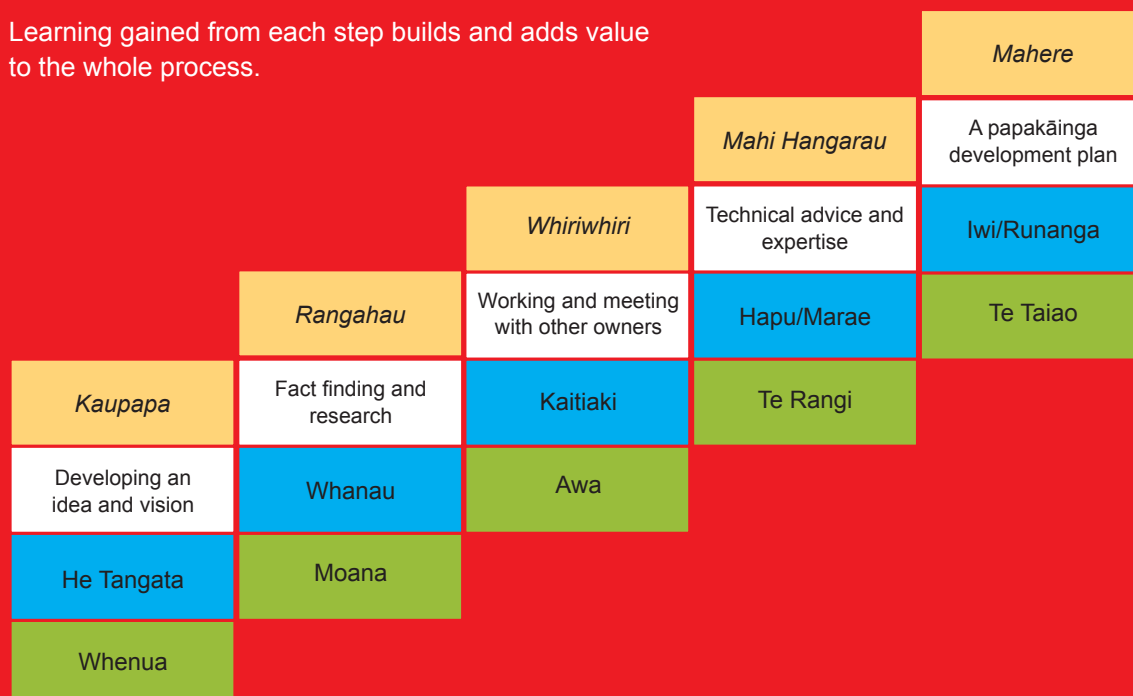 Learning gained from each step builds and adds value
to the whole process.
Kaupapa
Developing an
idea and vision
He Tangata
Whenua
Rangahau
Fact finding and
research
Whanau
Moana
Whiriwhiri
Working and meeting
with other owners
Kaitiaki
Awa
Mahi Hangarau
Technical advice and
expertise
Hapu/Marae
Te Rangi
Mahere
A papakāinga
development plan
Iwi/Runanga
Te Taiao